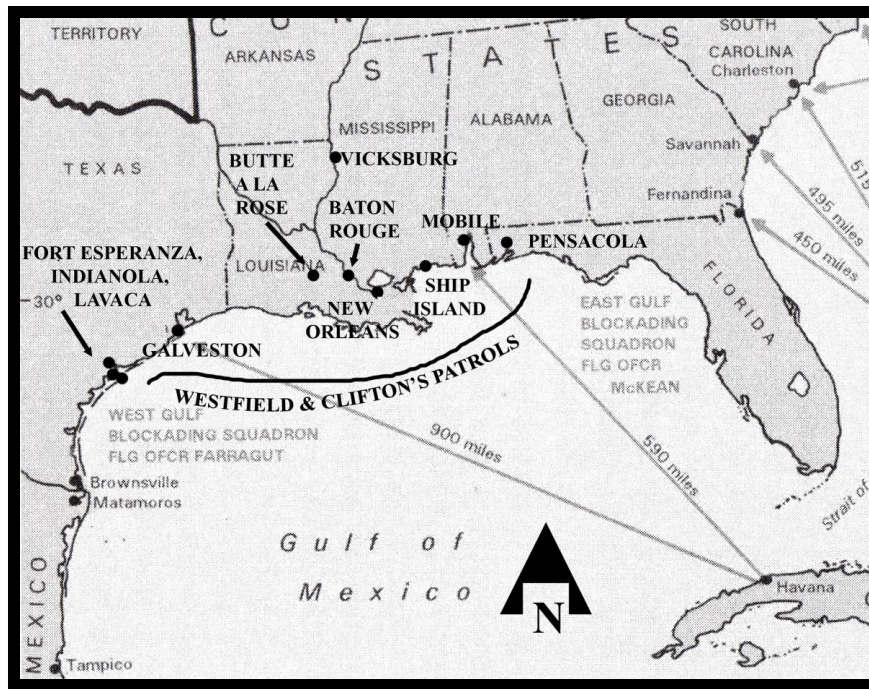 TERRITORY
C O N
ARKANSAS
S T A T E S
SOUTH
CAROLINA
Charleston
MISSISSIPPI
ALABAMA
GEORGIA
TEXAS
BUTTE
A LA
ROSE
VICKSBURG
Savannah
515
495 miles
450 miles
BATON
ROUGE
MOBILE
PENSACOLA
Fernandina
FORT ESPERANZA,
INDIANOLA,
LAVACA
LOUISIANA
FLORIDA
30°
NEW
ORLEANS
SHIP
ISLAND
EAST GULF
BLOCKADING
SQUADRON
FLG OFCR
McKEAN
GALVESTON
WESTFIELD & CLIFTON'S PATROLS
WEST GULF
BLOCKADING SQUADRON
FLG OFCR FARRAGUT
900 miles
590 miles
Brownsville
Matamoros
Strait of
Gulf of
Mexico
N
Havana
MEXICO
Tampico